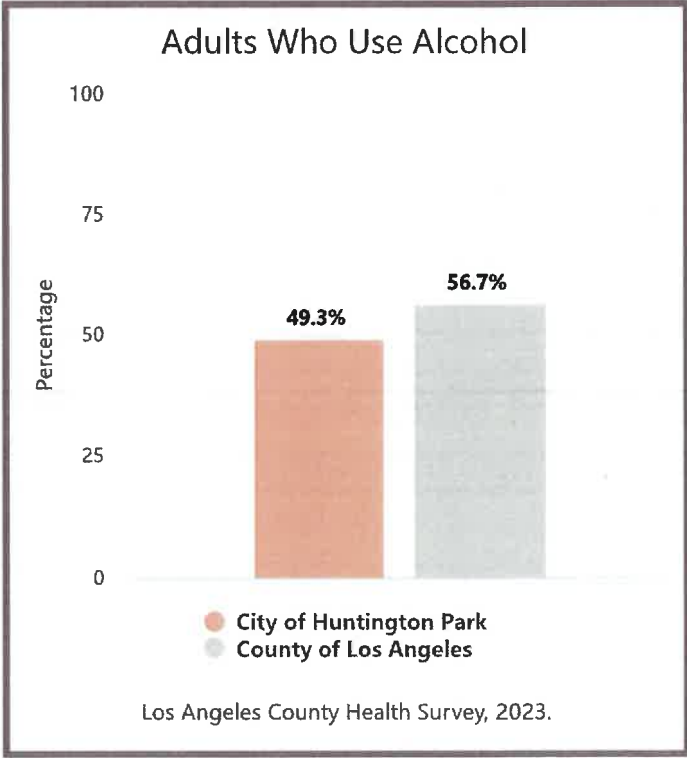 Adults Who Use Alcohol
100
75
50
25
0
Percentage
49.3%
56.7%
City of Huntington Park
County of Los Angeles
Los Angeles County Health Survey, 2023.